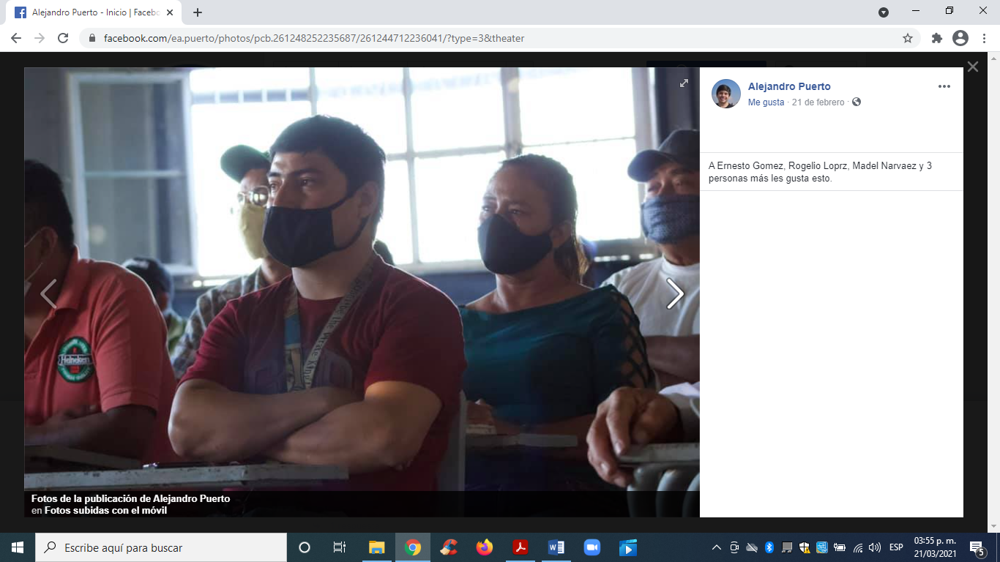 Alejandro Puerto - Inicio | Facebo
facebook.com/ea.puerto/photos/pcb.261248252235687/261244712236041/?type=3&theater
Heineken
Alejandro Puerto
Me gusta · 21 de febrero ·
A Ernesto Gomez, Rogelio Loprz, Madel Narvaez y 3
personas más les gusta esto.
Fotos de la publicación de Alejandro Puerto
en Fotos subidas con el móvil
Escribe aquí para buscar
ESP
03:55 p. m.
21/03/2021
5